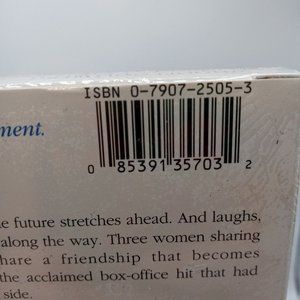 ISBN 0-7907-2505-3
ment.
0 85391 35703 2
e future stretches ahead. And laughs,
along the way. Three women sharing
hare a friendship that becomes
the acclaimed box-office hit that had
side.